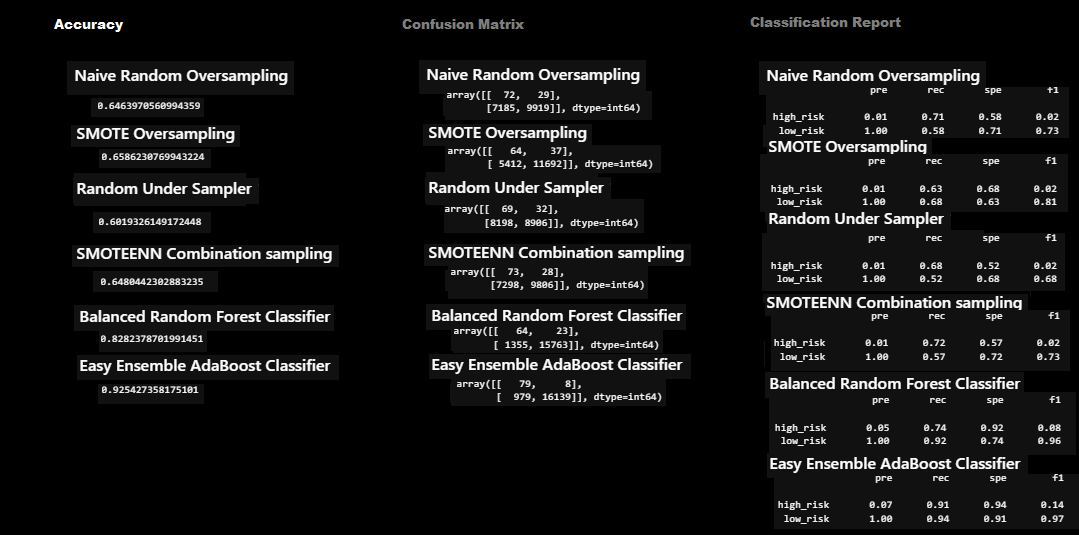 Accuracy
Naive Random Oversampling
0.6463970560994359
SMOTE Oversampling
0.6586230769943224
Random Under Sampler
0.6019326149172448
SMOTEENN Combination sampling
0.6480442302883235
Balanced Random Forest Classifier
0.8282378701991451
Easy Ensemble AdaBoost Classifier
0.925427358175101
Confusion Matrix
Naive Random Oversampling
array([[ 72, 29],
[7185, 9919]], dtype=int64)
SMOTE Oversampling
array([[ 64, 37],
[ 5412, 11692]], dtype=int64)
Random Under Sampler
array([[ 69, 32],
[8198, 8906]], dtype=int64)
SMOTEENN Combination sampling
array([[ 73, 28],
[7298, 9806]], dtype=int64)
Balanced Random Forest Classifier
array([[ 64, 23],
[ 1355, 15763]], dtype=int64)
Easy Ensemble AdaBoost Classifier
array([[ 79, 8],
[ 979, 16139]], dtype=int64)
Classification Report
Naive Random Oversampling
pre rec spe f1
high_risk 0.01 0.71 0.58 0.02
low_risk 1.00 0.58 0.71 0.73
SMOTE Oversampling
pre rec spe f1
high_risk 0.01 0.63 0.68 0.02
low_risk 1.00 0.68 0.63 0.81
Random Under Sampler
pre rec spe f1
high_risk 0.01 0.68 0.52 0.02
low_risk 1.00 0.52 0.68 0.68
SMOTEENN Combination sampling
pre rec spe f1
high_risk 0.01 0.72 0.57 0.02
low_risk 1.00 0.57 0.72 0.73
Balanced Random Forest Classifier
pre rec spe f1
high_risk 0.05 0.74 0.92 0.08
low_risk 1.00 0.92 0.74 0.96
Easy Ensemble AdaBoost Classifier
pre rec spe f1
high_risk 0.07 0.91 0.94 0.14
low_risk 1.00 0.94 0.91 0.97